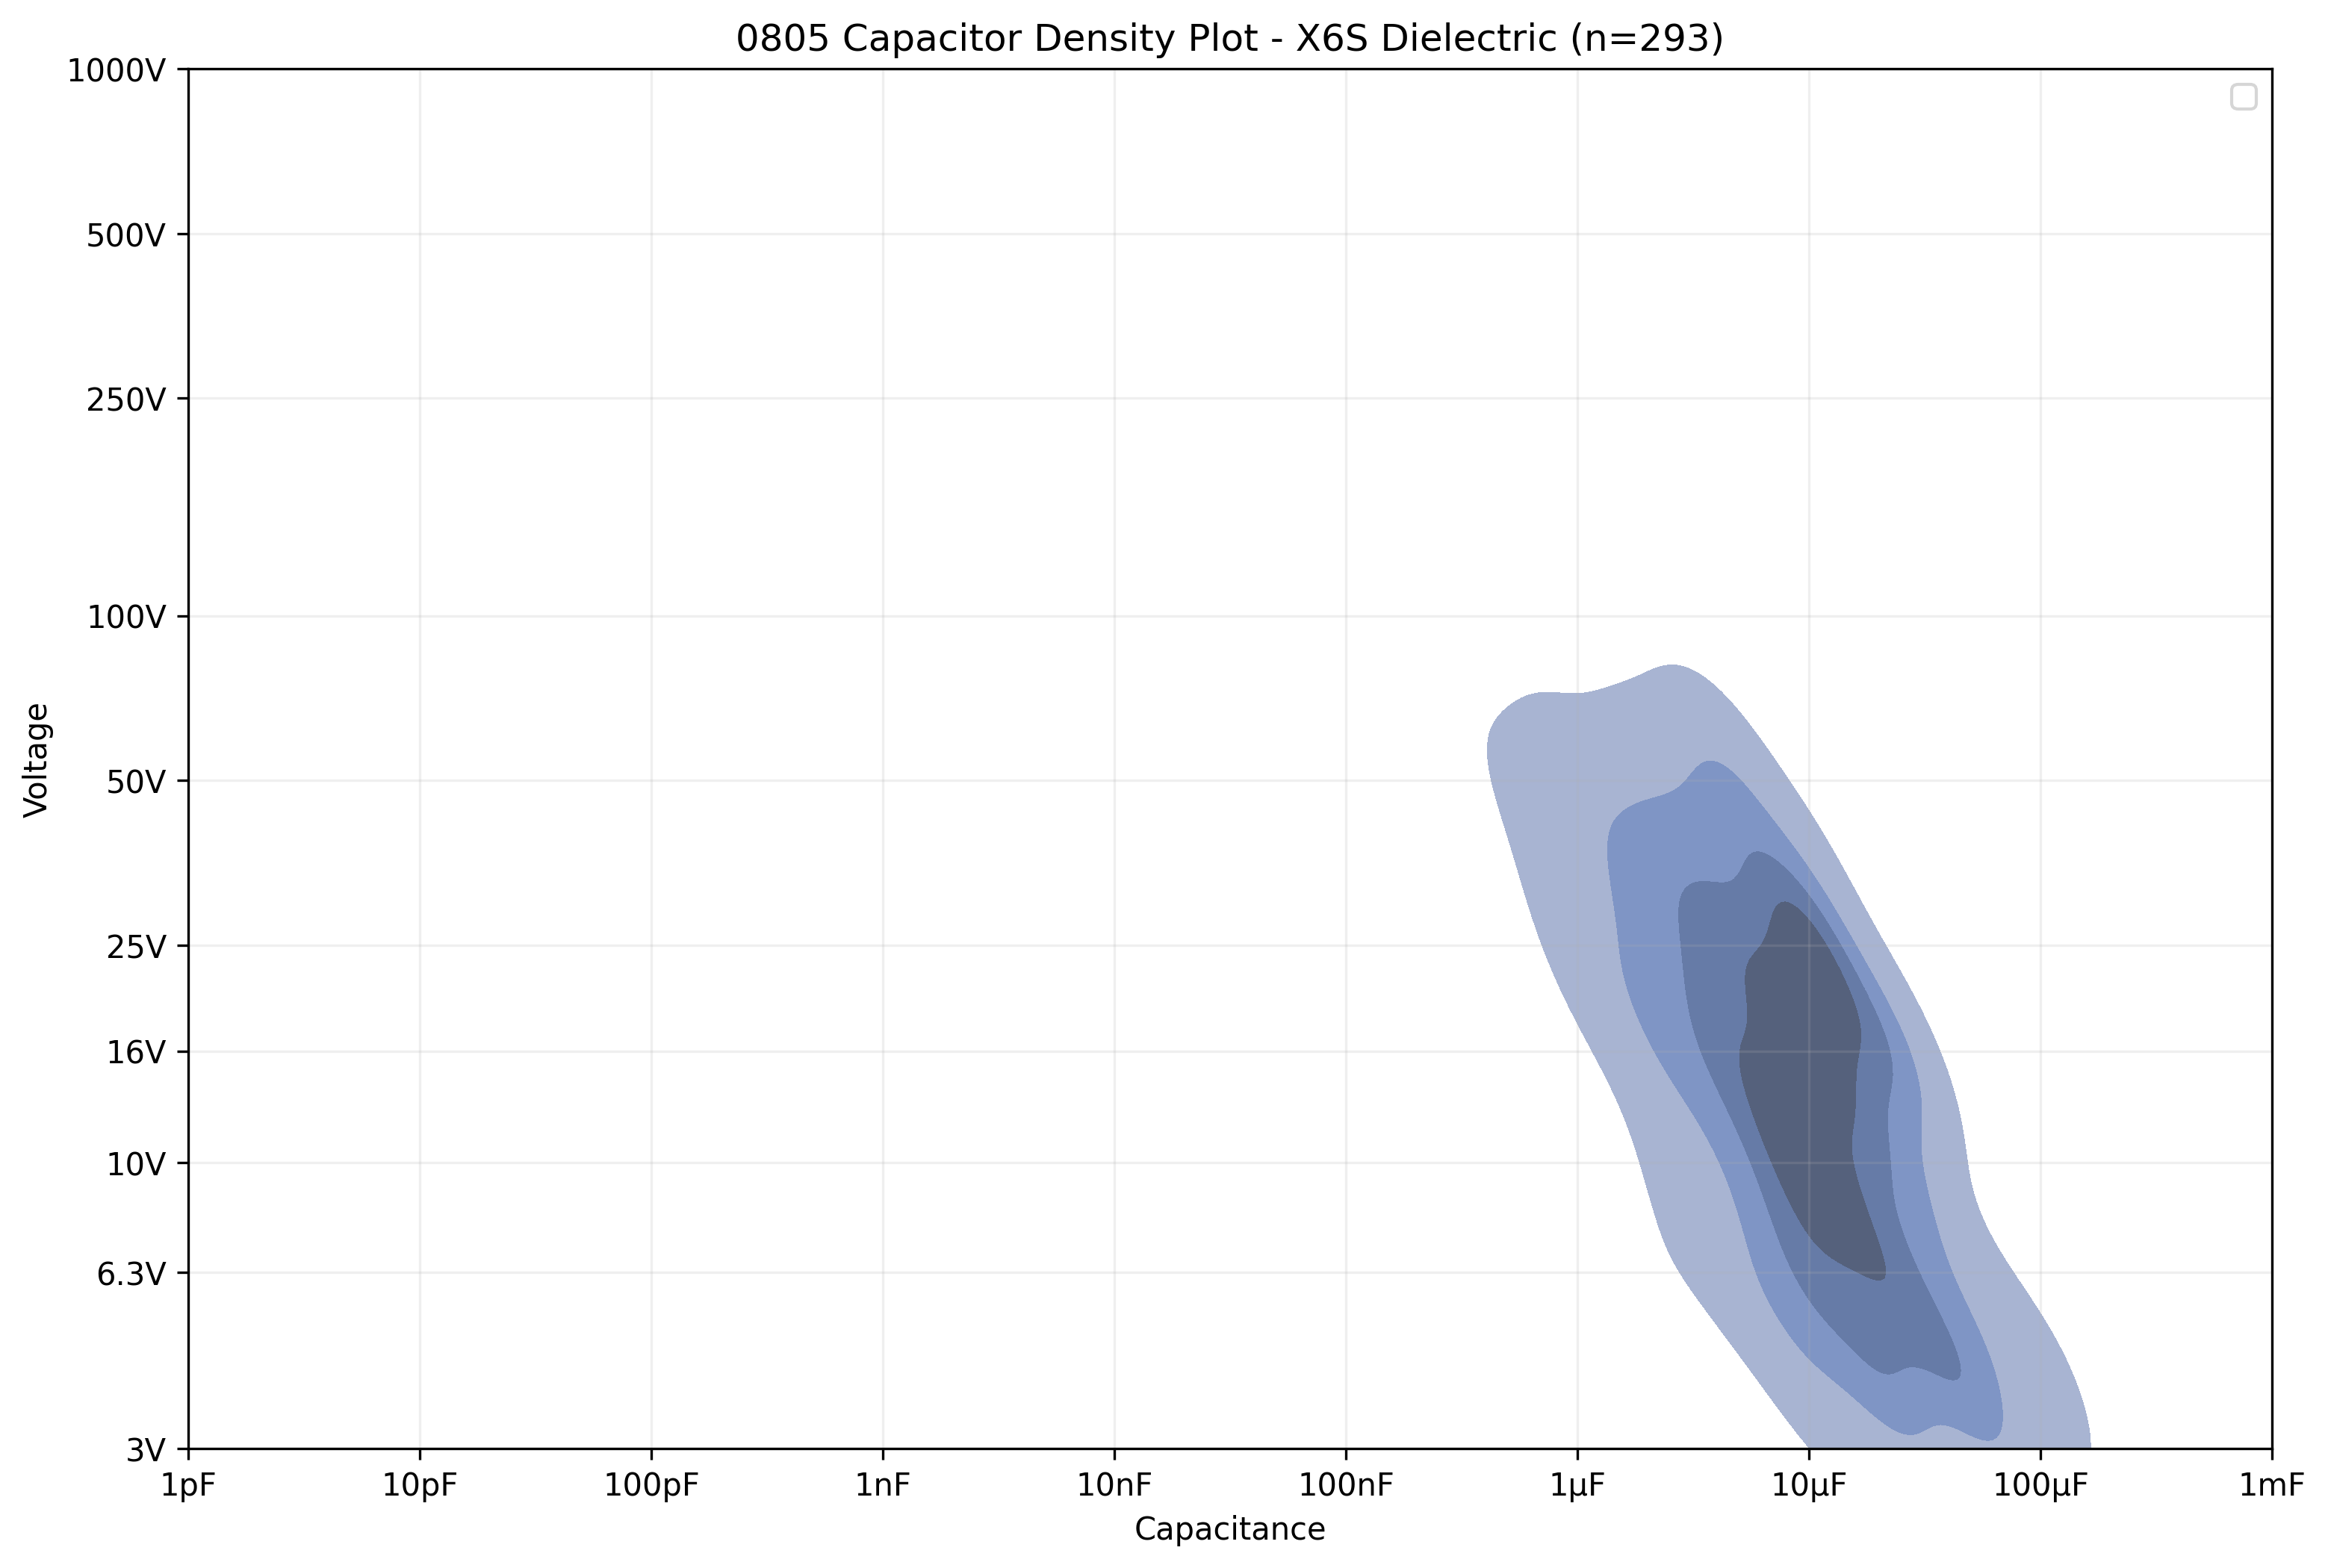 0805 Capacitor Density Plot - X6S Dielectric (n=293)
1000V
500V
250V
100V
50V
25V
16V
10V
6.3V
3V
Voltage
1pF
10pF
100pF
1nF
10nF
100nF
1µF
10µF
100µF
1mF
Capacitance